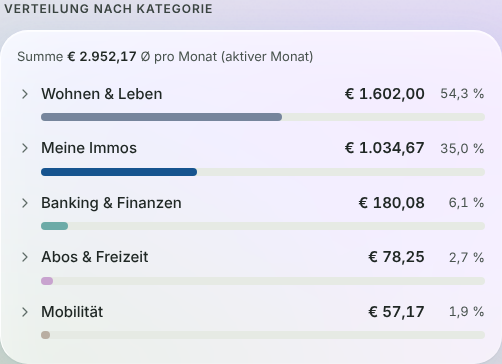 VERTEILUNG NACH KATEGORIE
Summe € 2.952,17 Ø pro Monat (aktiver Monat)
Wohnen & Leben € 1.602,00 54,3 %
Meine Immos € 1.034,67 35,0 %
Banking & Finanzen € 180,08 6,1 %
Abos & Freizeit € 78,25 2,7 %
Mobilität € 57,17 1,9 %